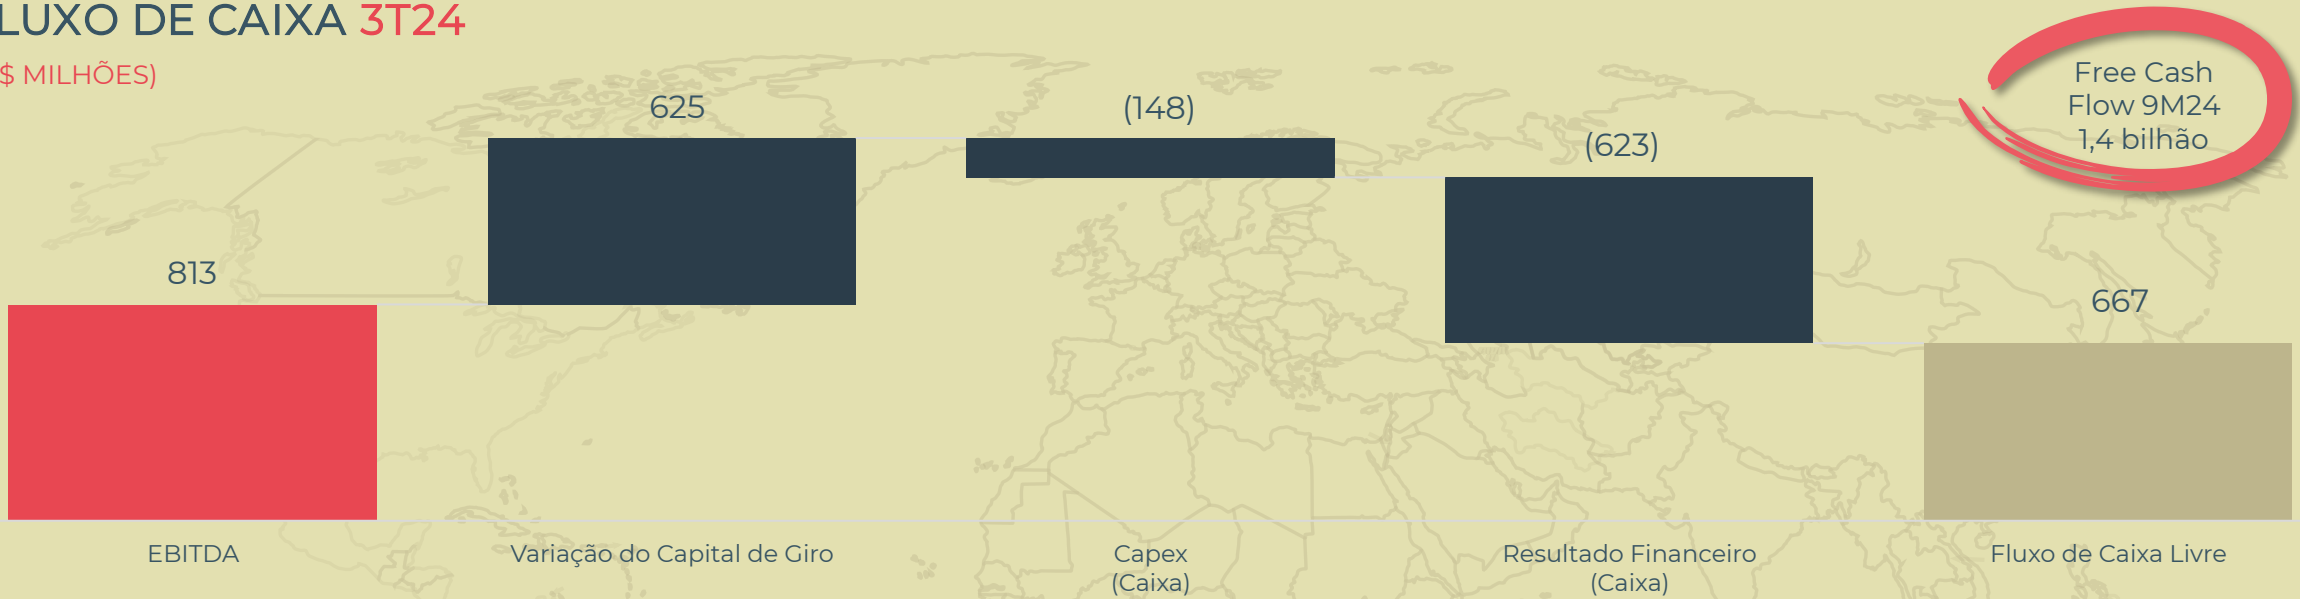 LUXO DE CAIXA 3T24
$ MILHÕES)
Free Cash
Flow 9M24
1,4 bilhão
813
625
(148)
(623)
667
EBITDA
Variação do Capital de Giro
Capex
(Caixa)
Resultado Financeiro
(Caixa)
Fluxo de Caixa Livre